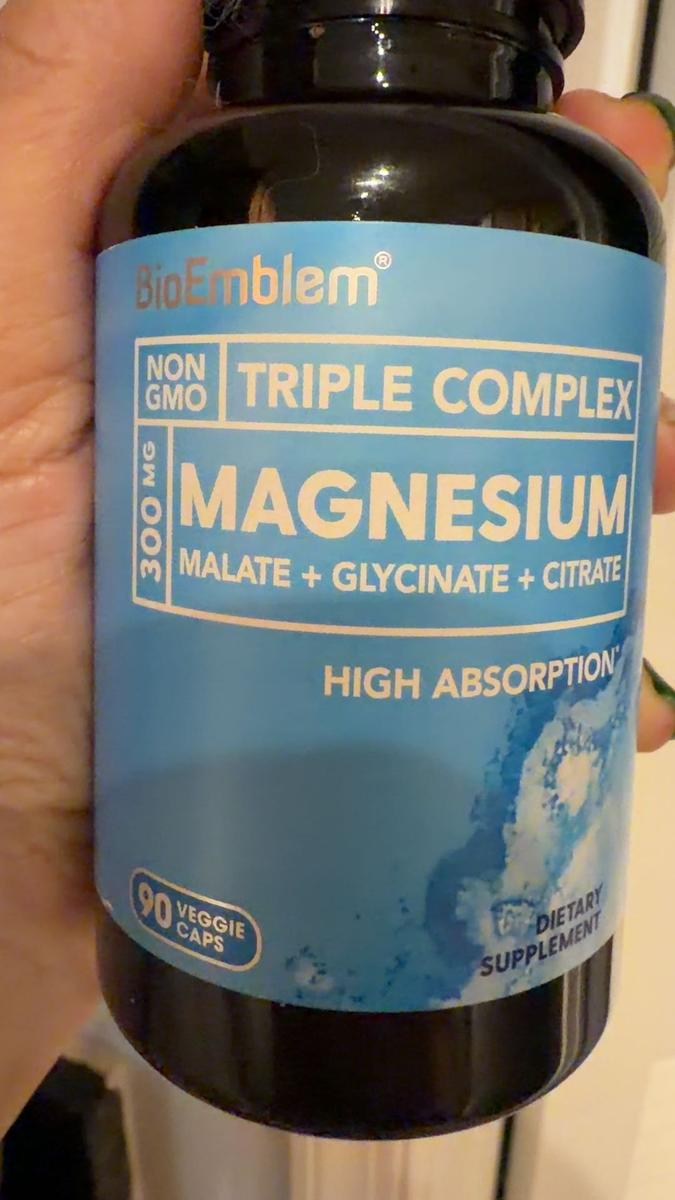 BioEmblem®
NON
GMO
TRIPLE COMPLEX
300 MG
MAGNESIUM
MALATE + GLYCINATE + CITRATE
HIGH ABSORPTION*
90 VEGGIE
CAPS
DIETARY
SUPPLEMENT